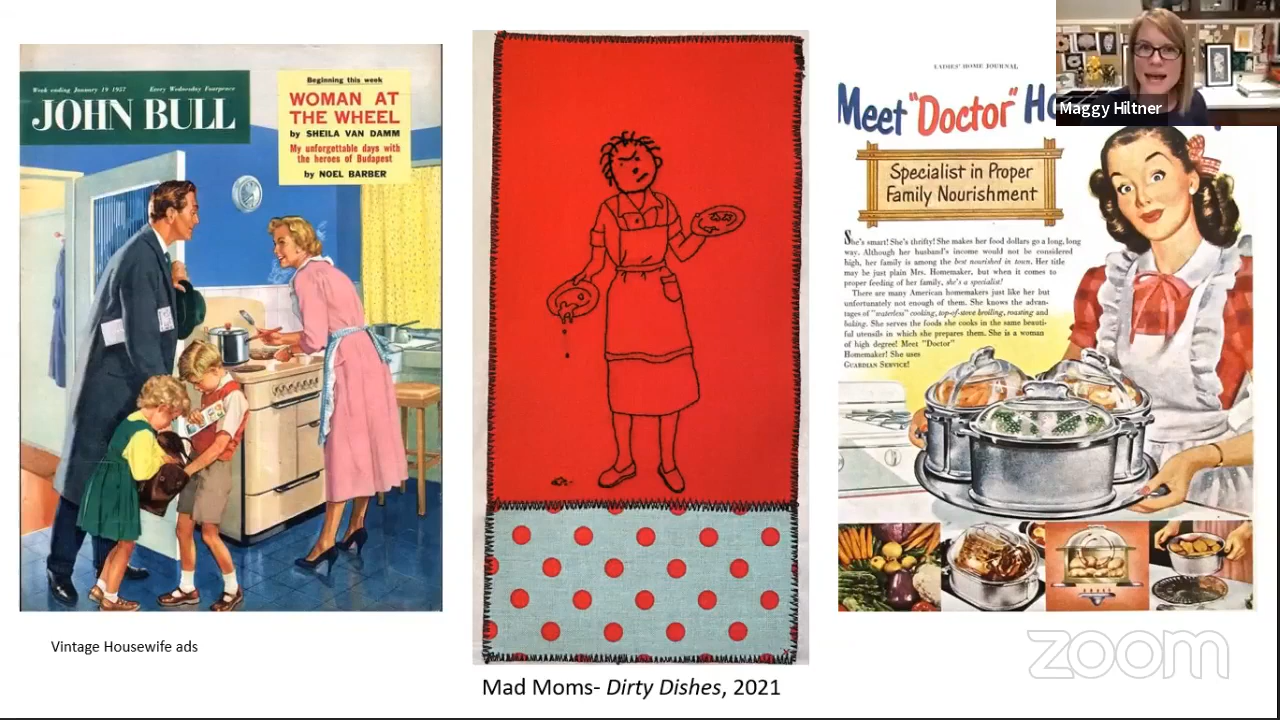 Week ending January 19 1957
Every Wednesday Fourpence
JOHN BULL
Beginning this week
WOMAN AT
THE WHEEL
by SHEILA VAN DAMM
My unforgettable days with
the heroes of Budapest
by NOEL BARBER
Vintage Housewife ads
Mad Moms- Dirty Dishes, 2021
LADIES' HOME JOURNAL
Meet "Doctor" Ho
Specialist in Proper
Family Nourishment
She's smart! She's thrifty! She makes her food dollars go a long, long
way. Although her husband's income would not be considered
high, her family is among the best nourished in town. Her title
may be just plain Mrs. Homemaker, but when it comes to
proper feeding of her family, she's a specialist!
There are many American homemakers just like her but
unfortunately not enough of them. She knows the advan-
tages of "waterless" cooking, top-of-stove broiling, roasting and
baking. She serves the foods she cooks in the same beauti-
ful utensils in which she prepares them. She is a woman
of high degree! Meet "Doctor"
Homemaker! She uses
GUARDIAN SERVICE!
Maggy Hiltner
zoom